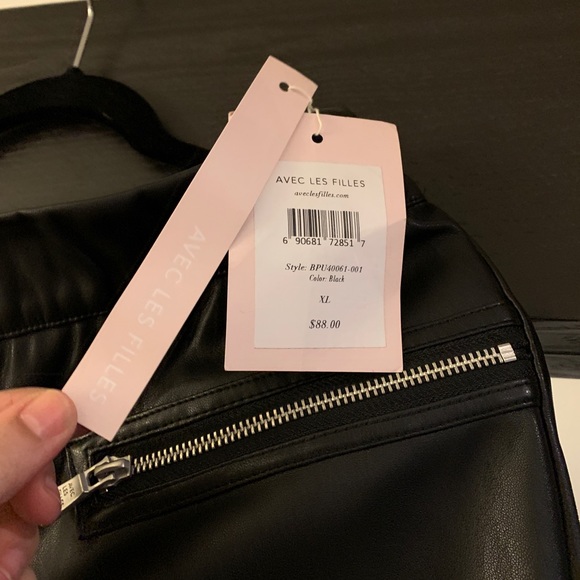 AVEC LES FILLES
AVEC LES FILLES
aveclesfilles.com
6 90681 72851 7
Style: BPU40061-001
Color: Black
XL
$88.00